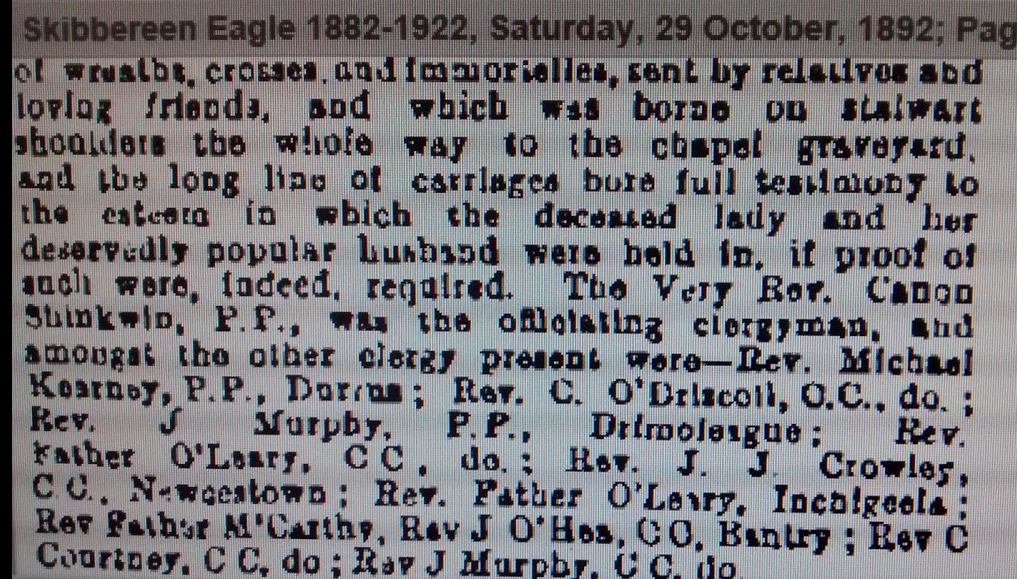 Skibbereen Eagle 1882-1922, Saturday, 29 October, 1892; Pag
of wreaths, crosses, and immortelles, sent by relatives and
loving friends, and which was borne on stalwart
shoulders the whole way to the chapel graveyard,
and the long line of carriages bore full testimony to
the esteem in which the deceased lady and her
deservedly popular husband were held in, if proof of
such were, indeed, required. The Very Rev. Canon
Shinkwin, P.P., was the officiating clergyman, and
amongst the other clergy present were—Rev. Michael
Kearney, P.P., Durrus; Rev. C. O'Driscoll, C.C., do.;
Rev. J Murphy, P.P., Drimoleague; Rev.
Father O'Leary, C C, do.; Rev. J. J. Crowley,
C.C., Newcestown; Rev. Father O'Leary, Inchigeela;
Rev Father M'Carthy, Rev J O'Hea, CC, Bantry; Rev C
Courtney, C C, do; Rev J Murphy, C C, do